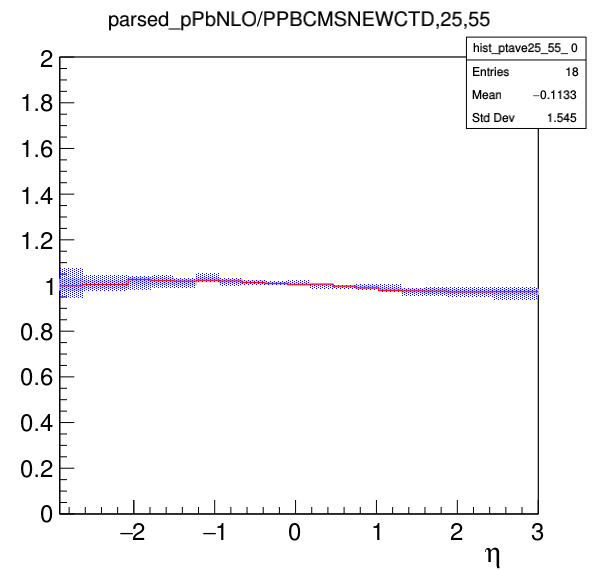 parsed_pPbNLO/PPBCMSNEWCTD,25,55
hist_ptave25_55_ 0
Entries 18
Mean −0.1133
Std Dev 1.545
2
1.8
1.6
1.4
1.2
1
0.8
0.6
0.4
0.2
0
−2 −1 0 1 2 3
η